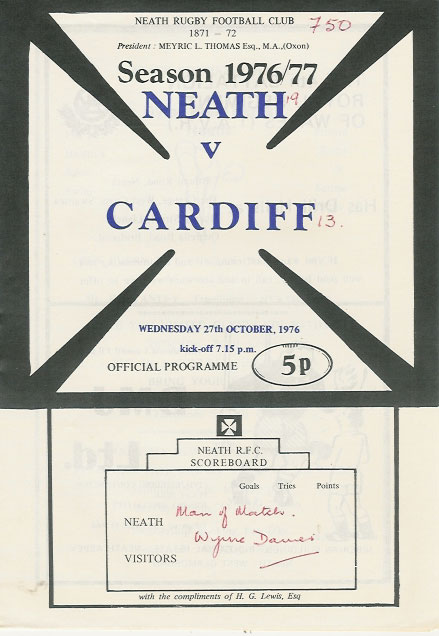 NEATH RUGBY FOOTBALL CLUB
1871 – 72
President : MEYRIC L. THOMAS Esq., M.A.,(Oxon)
750
Season 1976/77
NEATH 19
v
CARDIFF 13.
WEDNESDAY 27th OCTOBER, 1976
kick-off 7.15 p.m.
OFFICIAL PROGRAMME
5p
NEATH R.F.C.
SCOREBOARD
Goals Tries Points
Man of Match.
NEATH
Wynne Davies
VISITORS
with the compliments of H. G. Lewis, Esq